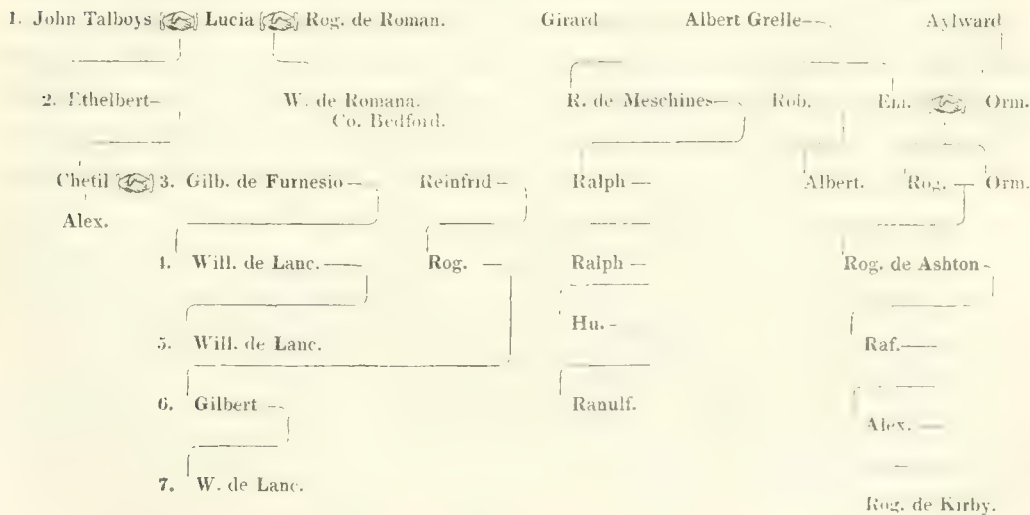 1. John Talboys Lucia Rog. de Roman. Girard Albert Grelle Aylward
2. Ethelbert W. de Romana. R. de Meschines Rob. Em. Orm.
Co. Bedford.
Chetil 3. Gilb. de Furnesio Reinfrid Ralph Albert. Rog. Orm.
Alex.
4. Will. de Lanc. Rog. Ralph Rog. de Ashton
Hu.
5. Will. de Lanc. Raf.
6. Gilbert Ranulf.
Alex.
7. W. de Lanc.
Rog. de Kirby.